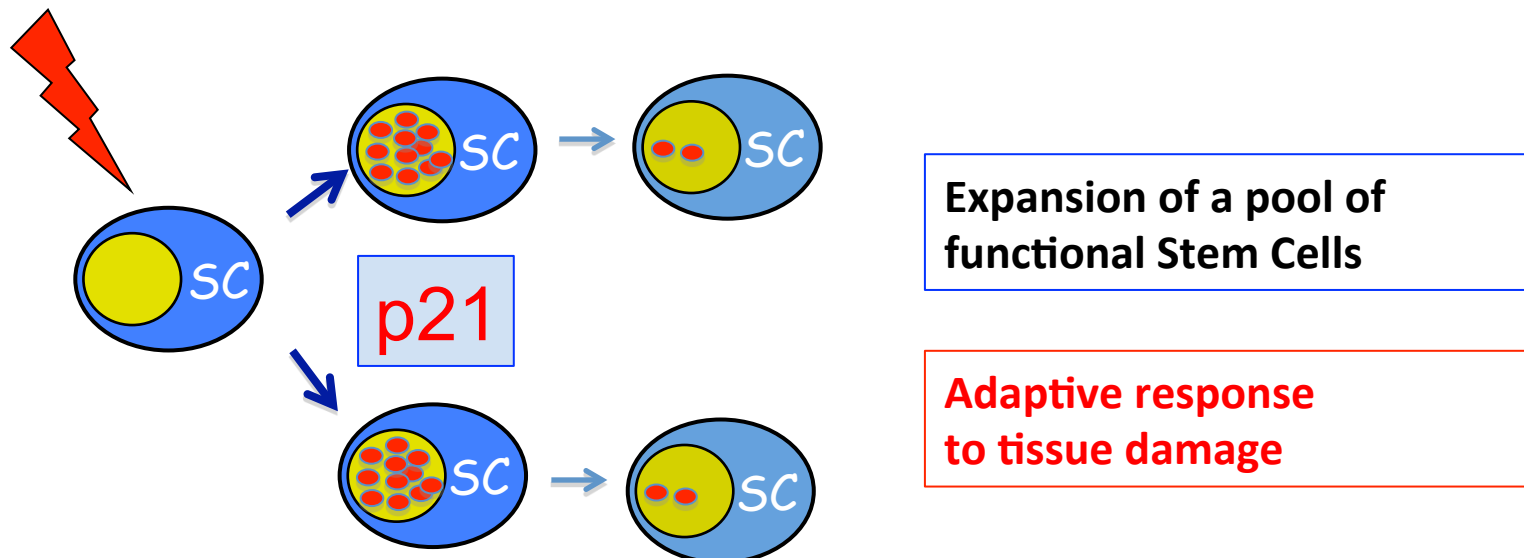 SC
SC
SC
p21
SC
SC
Expansion of a pool of
functional Stem Cells
Adaptive response
to tissue damage